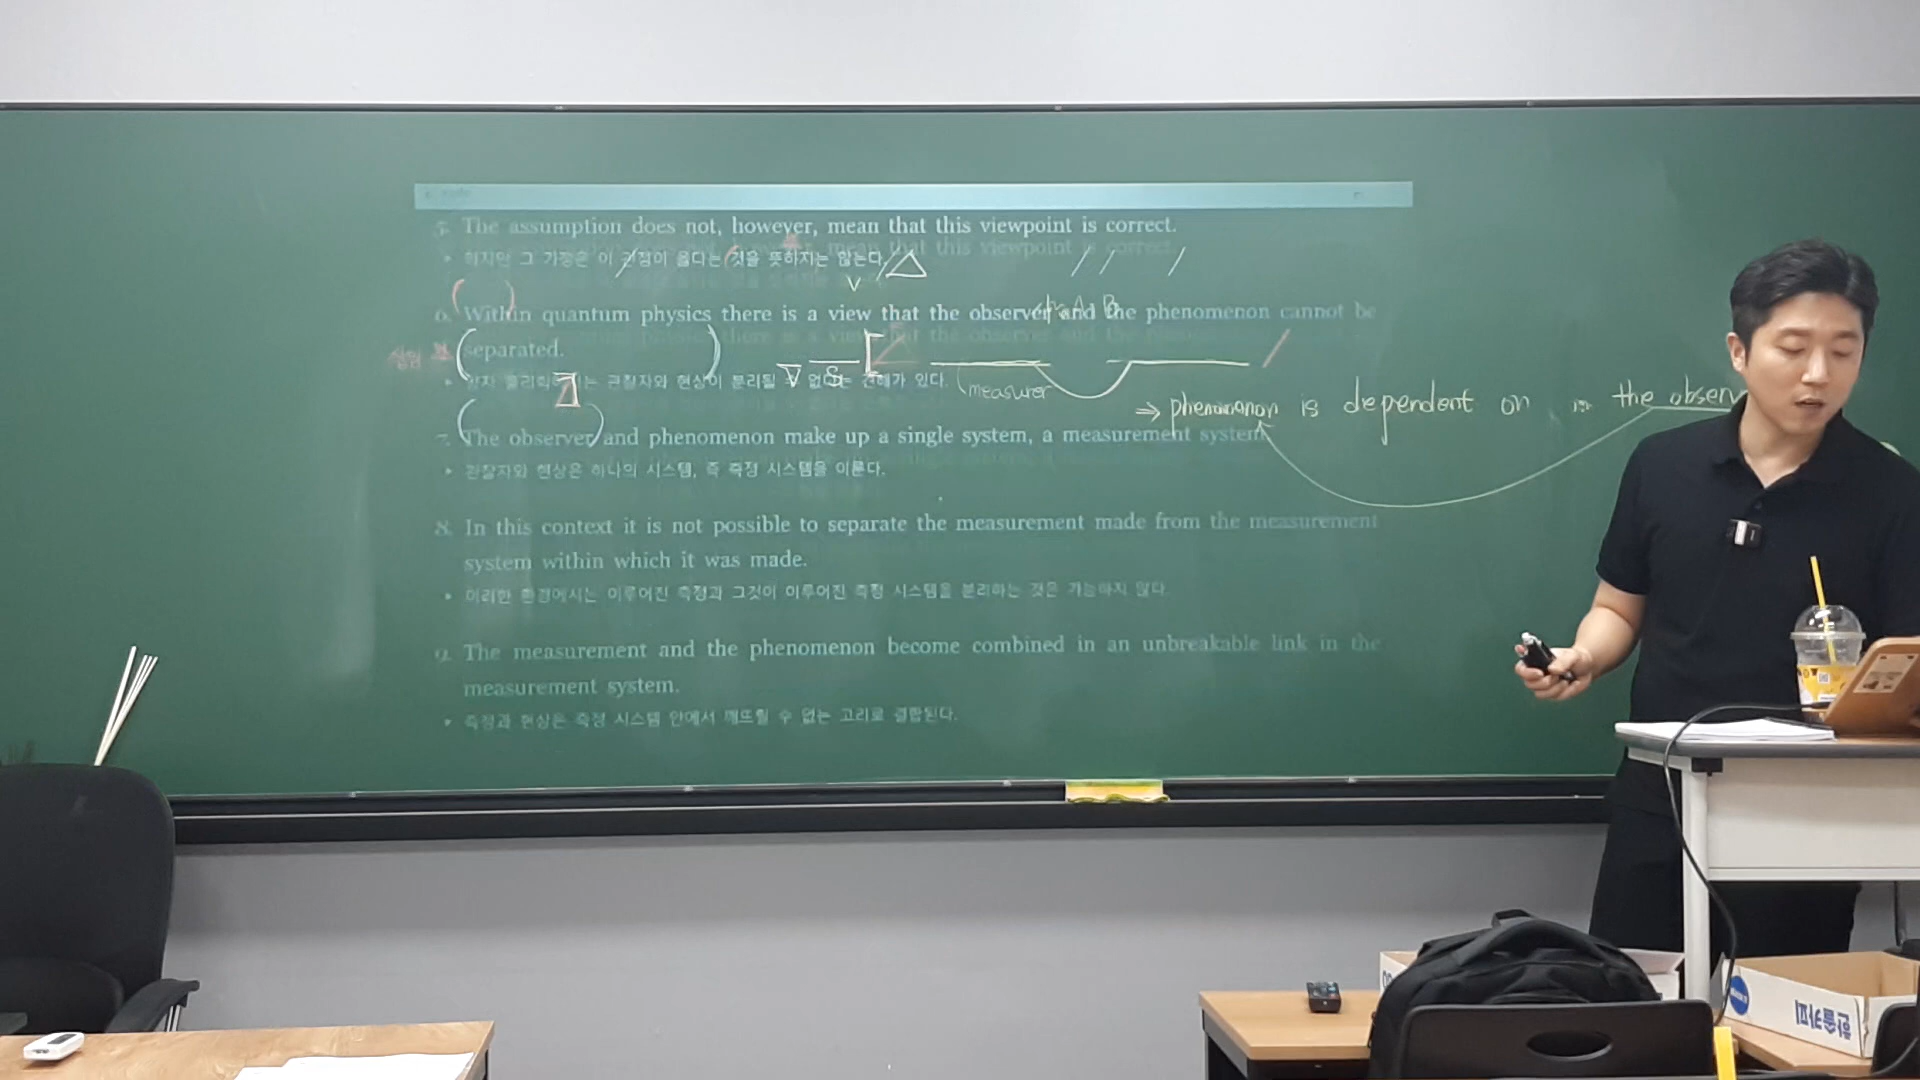 5. The assumption does not, however, mean that this viewpoint is correct.
하지만 그 가정은 이 관점이 옳다는 것을 뜻하지는 않는다.
V
6. Within quantum physics there is a view that the observer and the phenomenon cannot be
separated.
는 관찰자와 현상이 분리될 수 없다는 견해가 있다.
V S
measurer
⇒ phenomenon is dependent on the observ
7. The observer and phenomenon make up a single system, a measurement system.
관찰자와 현상은 하나의 시스템, 즉 측정 시스템을 이룬다.
8. In this context it is not possible to separate the measurement made from the measurement
system within which it was made.
이러한 환경에서는 이루어진 측정과 그것이 이루어진 측정 시스템을 분리하는 것은 가능하지 않다.
9. The measurement and the phenomenon become combined in an unbreakable link in the
measurement system.
측정과 현상은 측정 시스템 안에서 깨뜨릴 수 없는 고리로 결합된다.
한솔카피